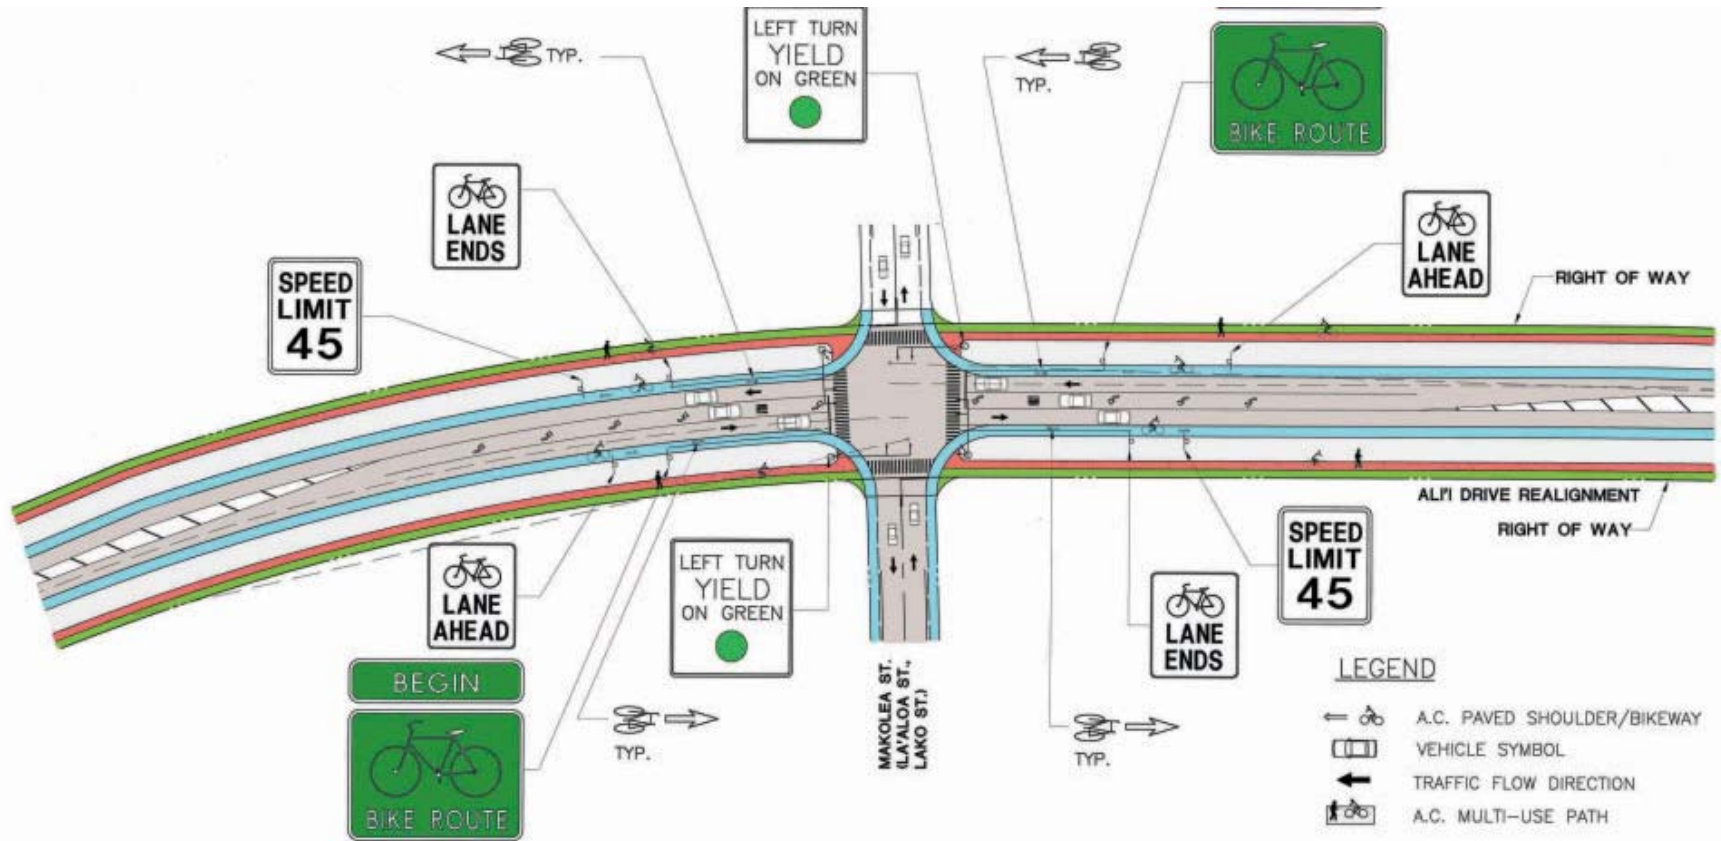 TYP.
LEFT TURN
YIELD
ON GREEN
TYP.
BIKE ROUTE
LANE
ENDS
LANE
AHEAD
SPEED
LIMIT
45
RIGHT OF WAY
ALI'I DRIVE REALIGNMENT
RIGHT OF WAY
LANE
AHEAD
LEFT TURN
YIELD
ON GREEN
SPEED
LIMIT
45
LANE
ENDS
BEGIN
BIKE ROUTE
TYP.
MAKOLEA ST.
(LA'ALOA ST.,
LAKO ST.)
TYP.
LEGEND
A.C. PAVED SHOULDER/BIKEWAY
VEHICLE SYMBOL
TRAFFIC FLOW DIRECTION
A.C. MULTI-USE PATH